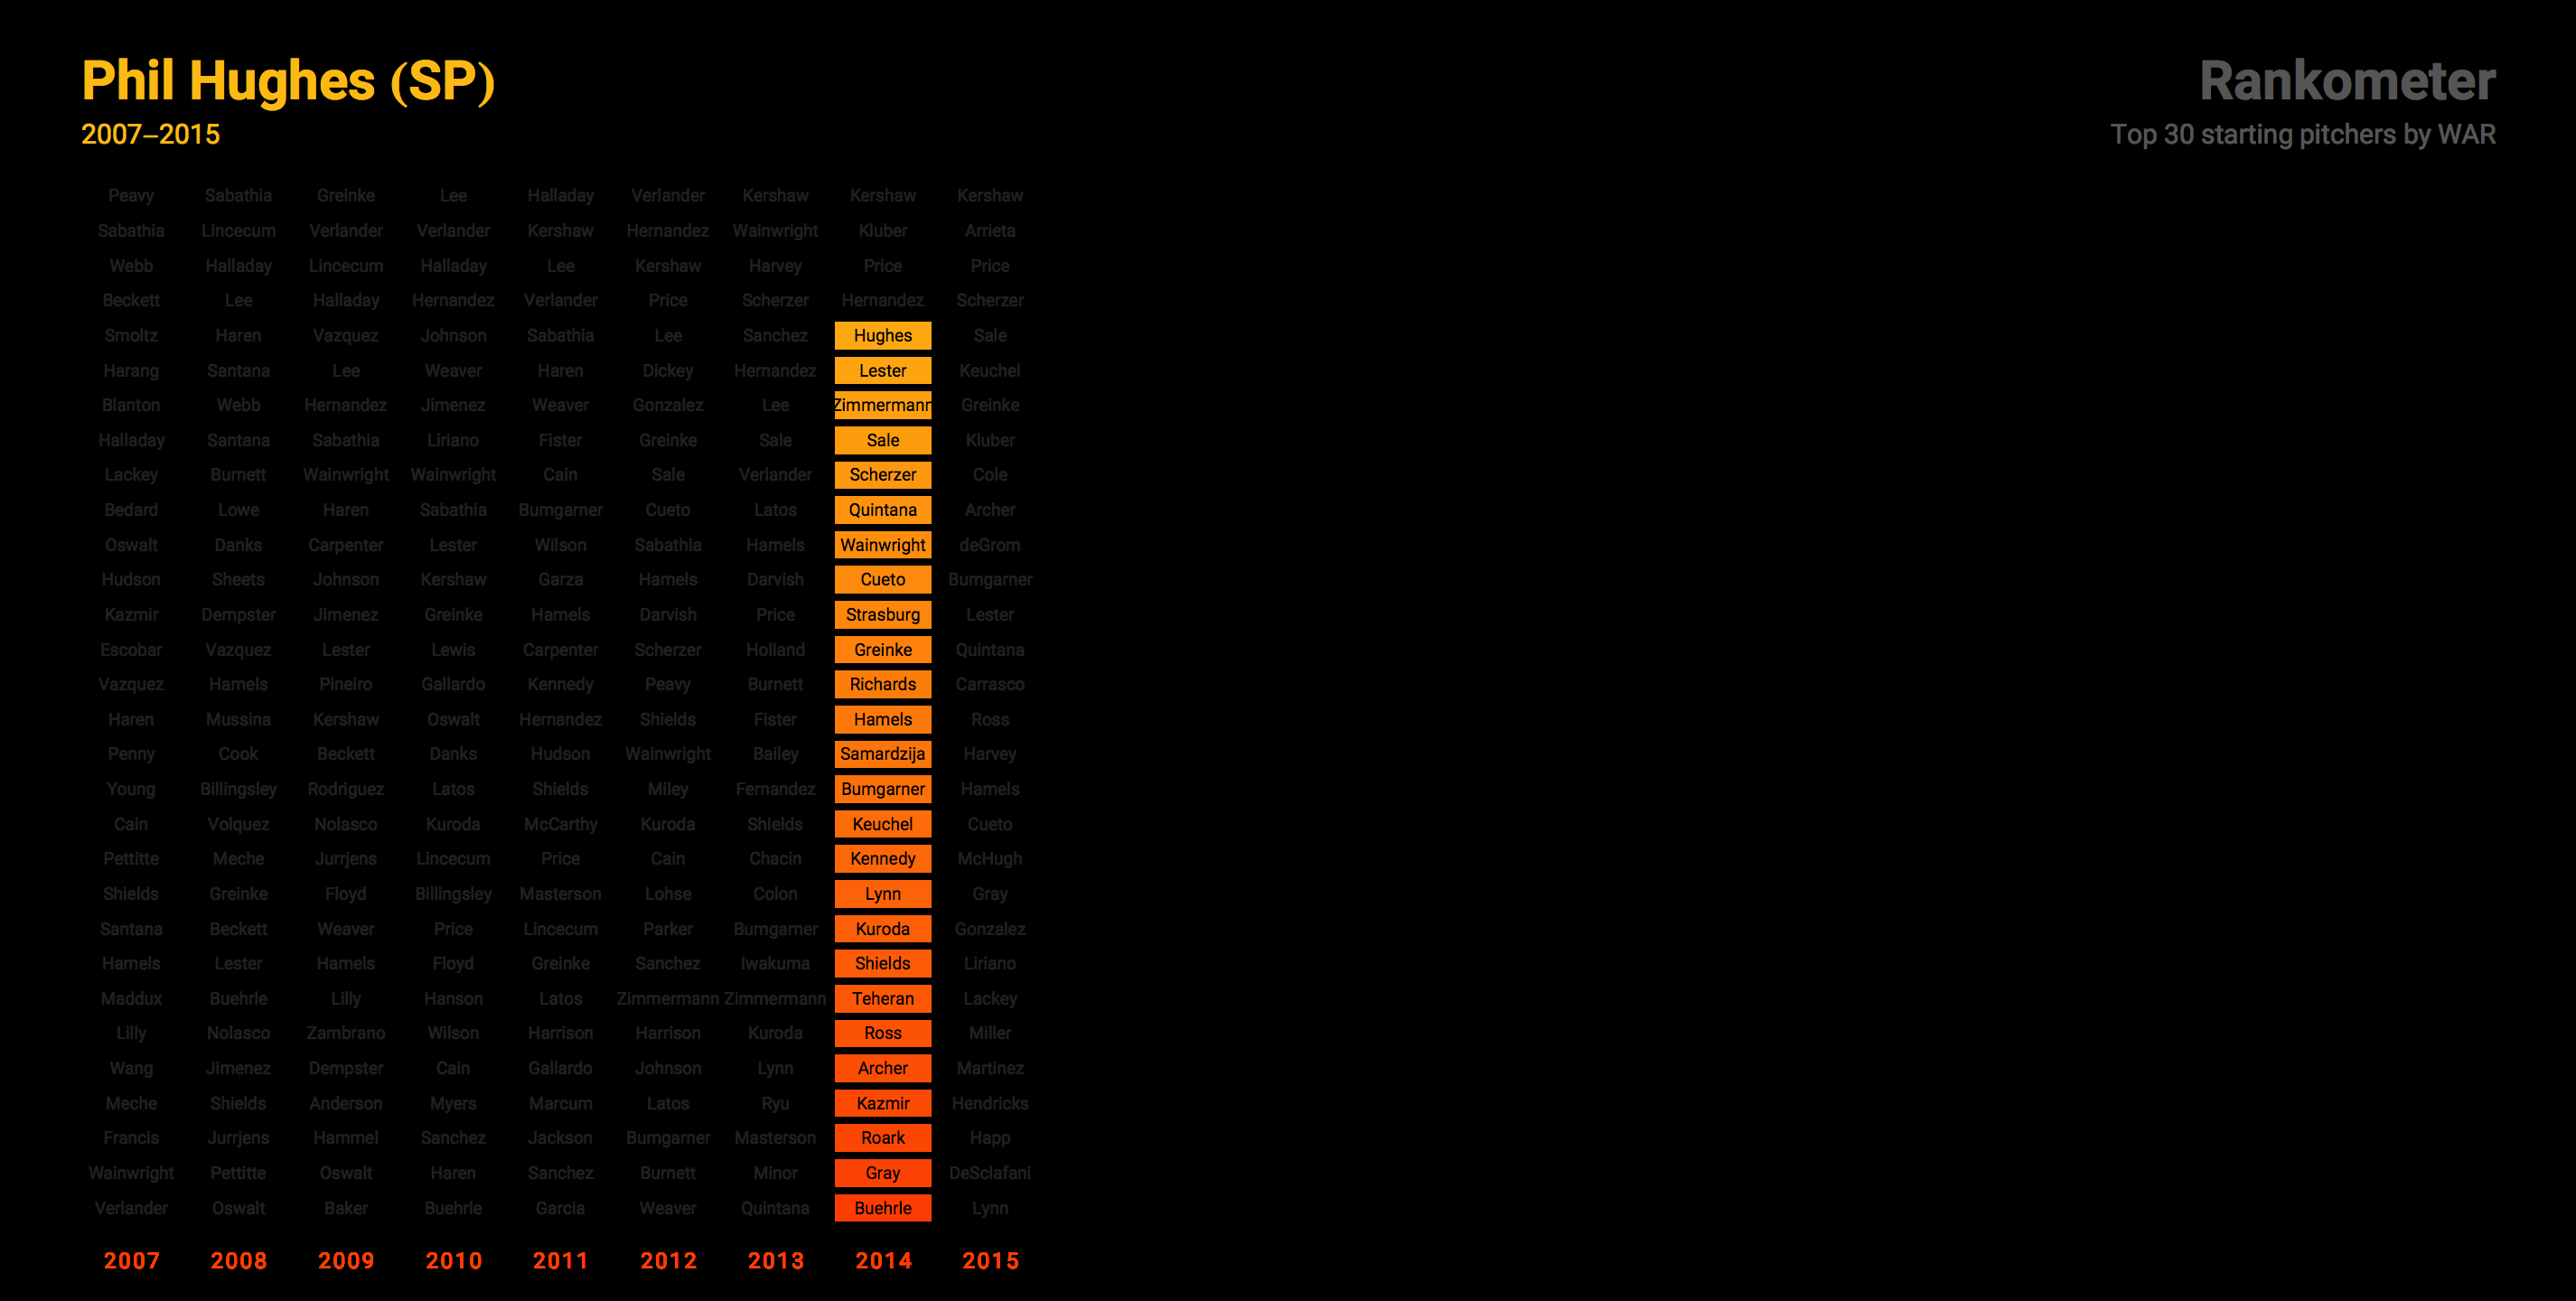 Phil Hughes (SP)
2007–2015
Rankometer
Top 30 starting pitchers by WAR
Peavy Sabathia Greinke Lee Halladay Verlander Kershaw Kershaw Kershaw
Sabathia Lincecum Verlander Verlander Kershaw Hernandez Wainwright Kluber Arrieta
Webb Halladay Lincecum Halladay Lee Kershaw Harvey Price Price
Beckett Lee Halladay Hernandez Verlander Price Scherzer Hernandez Scherzer
Smoltz Haren Vazquez Johnson Sabathia Lee Sanchez Hughes Sale
Harang Santana Lee Weaver Haren Dickey Hernandez Lester Keuchel
Blanton Webb Hernandez Jimenez Weaver Gonzalez Lee Zimmermann Greinke
Halladay Santana Sabathia Liriano Fister Greinke Sale Sale Kluber
Lackey Burnett Wainwright Wainwright Cain Sale Verlander Scherzer Cole
Bedard Lowe Haren Sabathia Bumgarner Cueto Latos Quintana Archer
Oswalt Danks Carpenter Lester Wilson Sabathia Hamels Wainwright deGrom
Hudson Sheets Johnson Kershaw Garza Hamels Darvish Cueto Bumgarner
Kazmir Dempster Jimenez Greinke Hamels Darvish Price Strasburg Lester
Escobar Vazquez Lester Lewis Carpenter Scherzer Holland Greinke Quintana
Vazquez Hamels Pineiro Gallardo Kennedy Peavy Burnett Richards Carrasco
Haren Mussina Kershaw Oswalt Hernandez Shields Fister Hamels Ross
Penny Cook Beckett Danks Hudson Wainwright Bailey Samardzija Harvey
Young Billingsley Rodriguez Latos Shields Miley Fernandez Bumgarner Hamels
Cain Volquez Nolasco Kuroda McCarthy Kuroda Shields Keuchel Cueto
Pettitte Meche Jurrjens Lincecum Price Cain Chacin Kennedy McHugh
Shields Greinke Floyd Billingsley Masterson Lohse Colon Lynn Gray
Santana Beckett Weaver Price Lincecum Parker Bumgarner Kuroda Gonzalez
Hamels Lester Hamels Floyd Greinke Sanchez Iwakuma Shields Liriano
Maddux Buehrle Lilly Hanson Latos Zimmermann Zimmermann Teheran Lackey
Lilly Nolasco Zambrano Wilson Harrison Harrison Kuroda Ross Miller
Wang Jimenez Dempster Cain Gallardo Johnson Lynn Archer Martinez
Meche Shields Anderson Myers Marcum Latos Ryu Kazmir Hendricks
Francis Jurrjens Hammel Sanchez Jackson Bumgarner Masterson Roark Happ
Wainwright Pettitte Oswalt Haren Sanchez Burnett Minor Gray DeSclafani
Verlander Oswalt Baker Buehrle Garcia Weaver Quintana Buehrle Lynn
2007 2008 2009 2010 2011 2012 2013 2014 2015